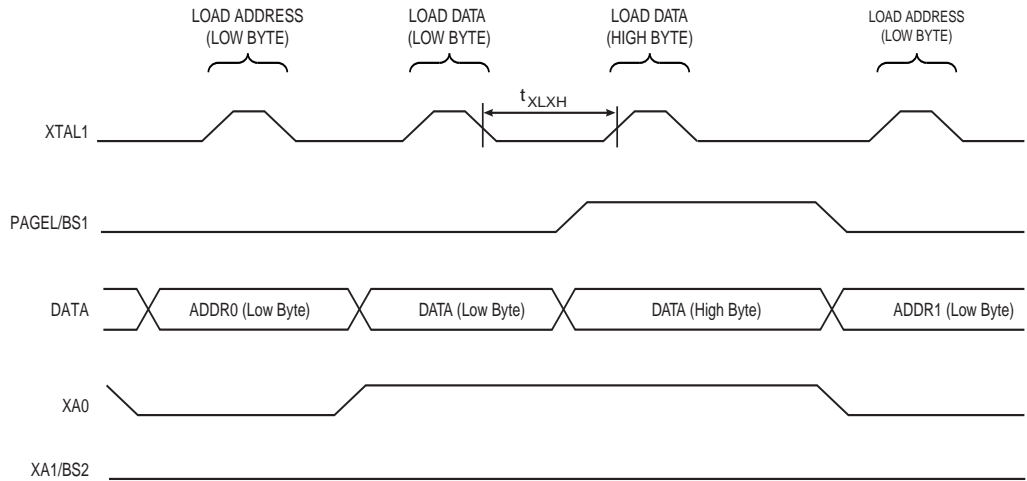 LOAD ADDRESS
(LOW BYTE)
LOAD DATA
(LOW BYTE)
LOAD DATA
(HIGH BYTE)
LOAD ADDRESS
(LOW BYTE)
tXLXH
XTAL1
PAGEL/BS1
DATA
ADDR0 (Low Byte)
DATA (Low Byte)
DATA (High Byte)
ADDR1 (Low Byte)
XA0
XA1/BS2